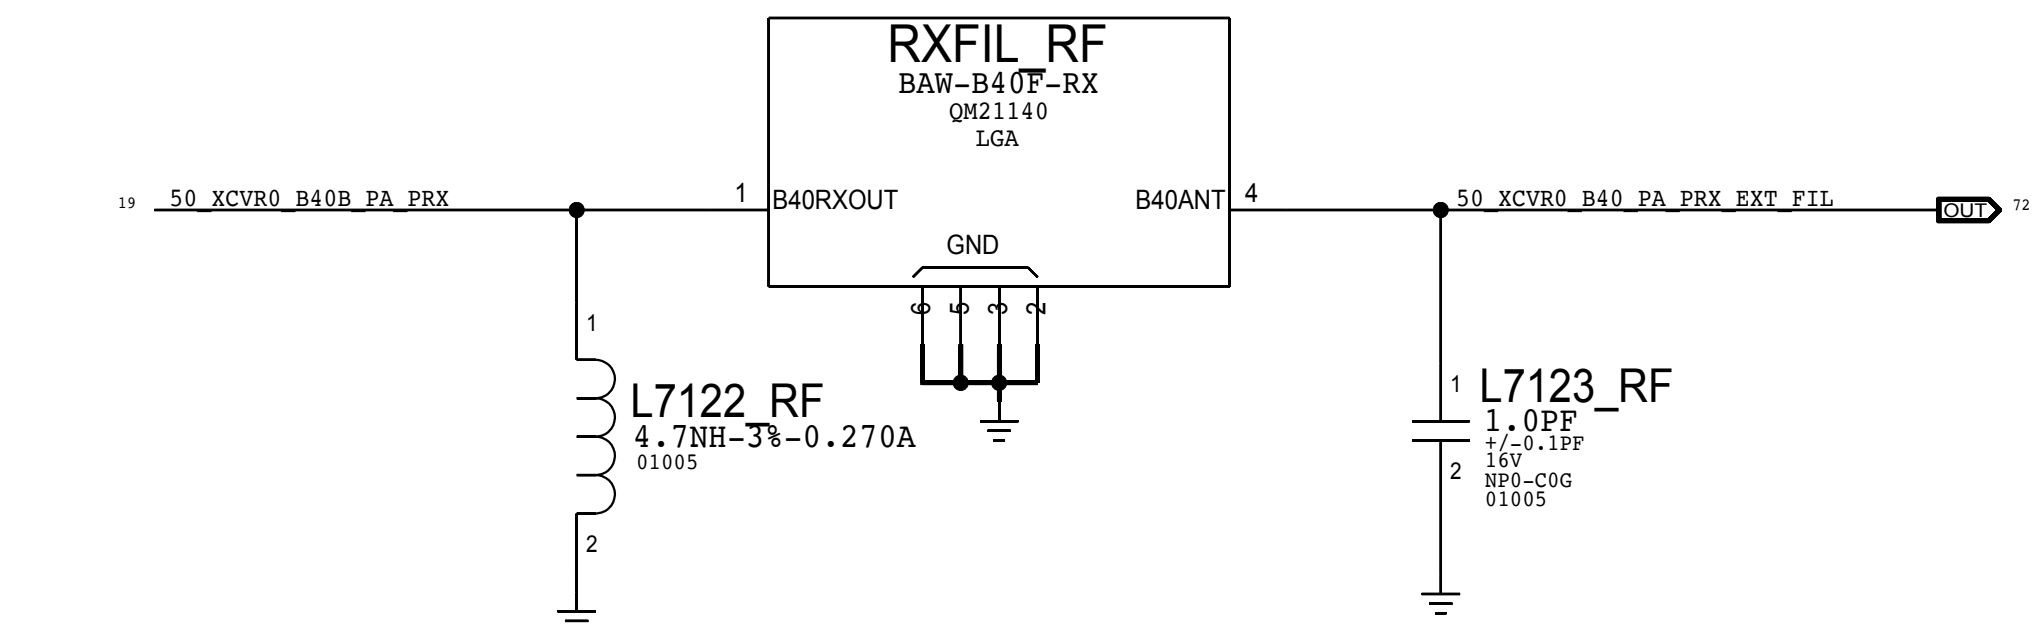 RXFIL_RF
BAW-B40F-RX
QM21140
LGA
19 50_XCVR0_B40B_PA_PRX 1 B40RXOUT B40ANT 4 50_XCVR0_B40_PA_PRX_EXT_FIL OUT 72
GND
6 5 3 2
1
L7122_RF
4.7NH-3%-0.270A
01005
2
1 L7123_RF
1.0PF
+/-0.1PF
16V
2
NP0-C0G
01005